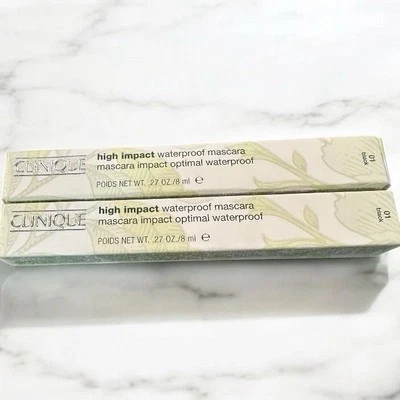 CLINIQUE
high impact waterproof mascara
mascara impact optimal waterproof
POIDS NET WT. .27 OZ./8 ml ℮
01
black
CLINIQUE
high impact waterproof mascara
mascara impact optimal waterproof
POIDS NET WT. .27 OZ./8 ml ℮
01
black